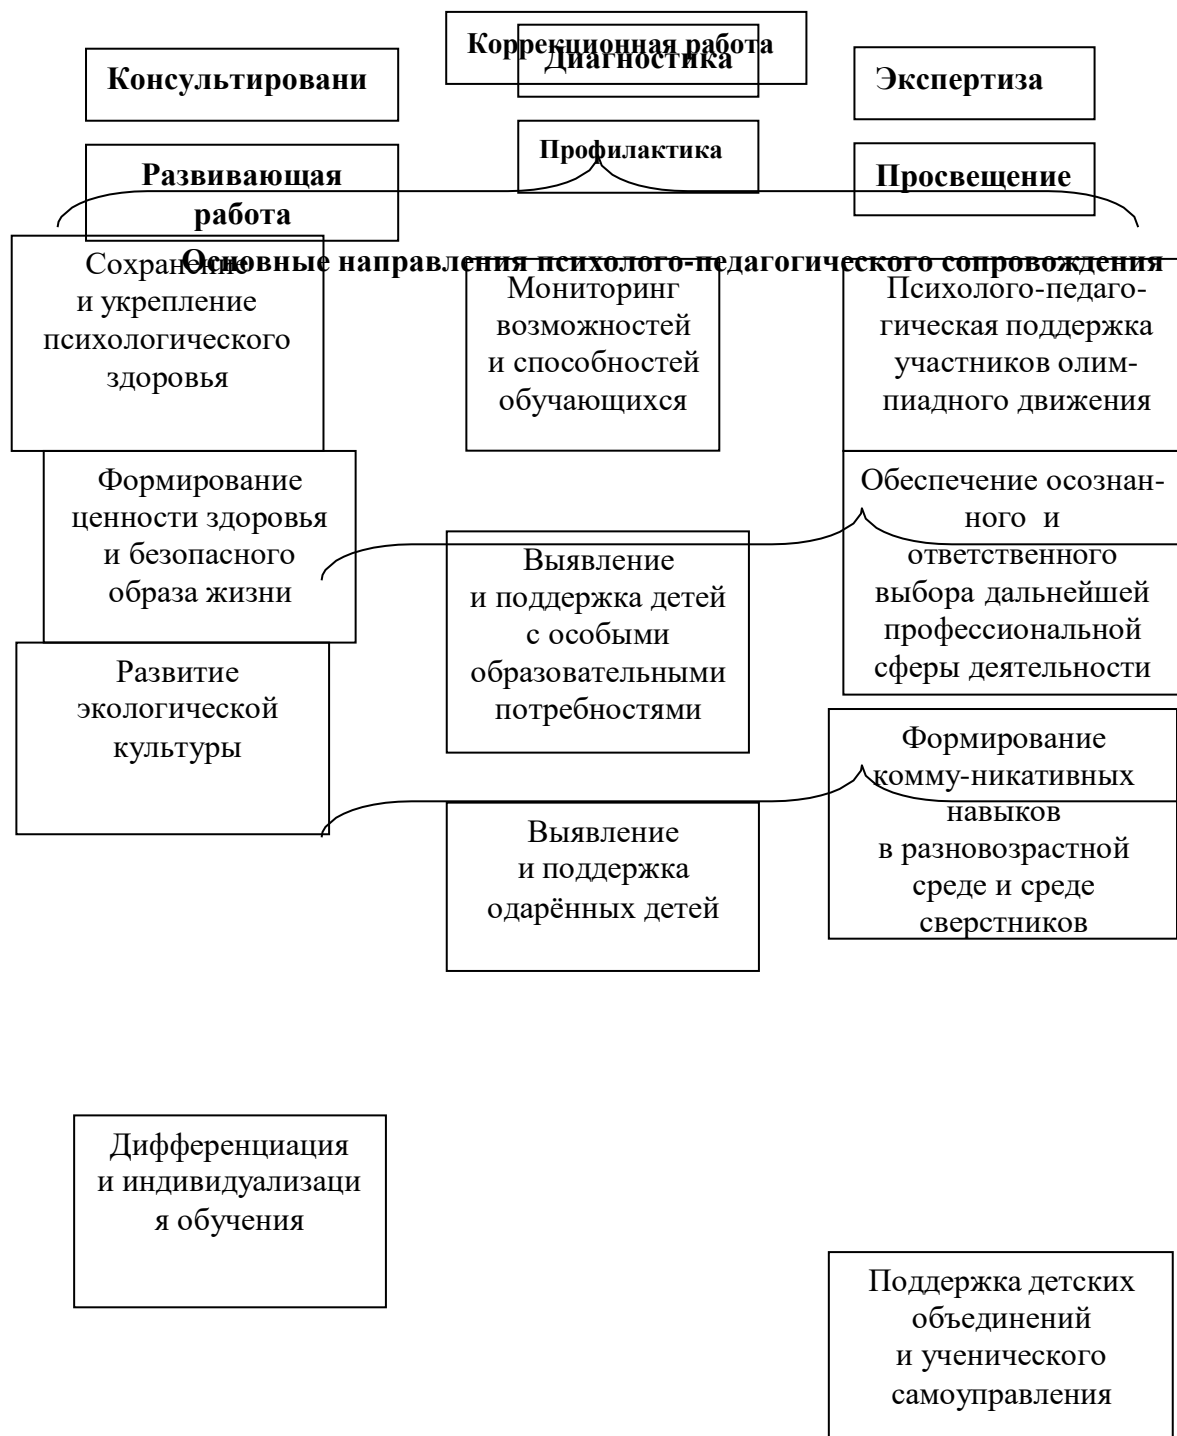 Коррекционная работа
Диагностика
Консультировани
Экспертиза
Профилактика
Развивающая
работа
Просвещение
Основные направления психолого-педагогического сопровождения
Сохранение
и укрепление
психологического
здоровья
Мониторинг
возможностей
и способностей
обучающихся
Психолого-педаго-
гическая поддержка
участников олим-
пиадного движения
Формирование
ценности здоровья
и безопасного
образа жизни
Выявление
и поддержка детей
с особыми
образовательными
потребностями
Обеспечение осознан-
ного и
ответственного
выбора дальнейшей
профессиональной
сферы деятельности
Развитие
экологической
культуры
Выявление
и поддержка
одарённых детей
Формирование
комму-никативных
навыков
в разновозрастной
среде и среде
сверстников
Дифференциация
и индивидуализаци
я обучения
Поддержка детских
объединений
и ученического
самоуправления